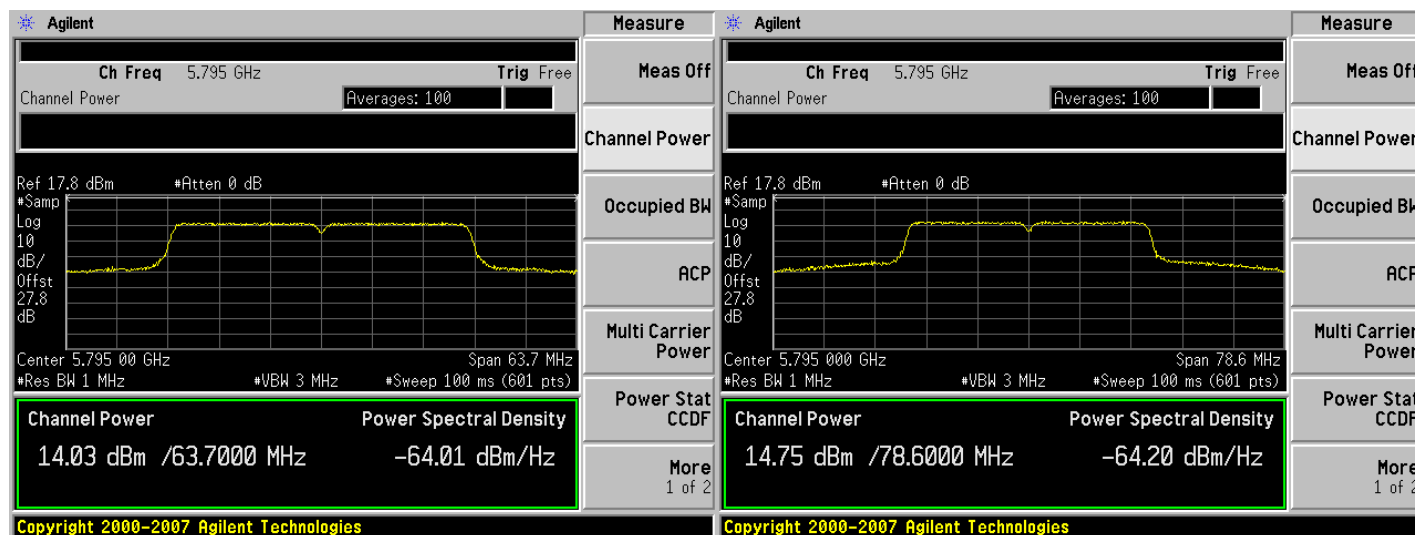 Agilent
Measure
Ch Freq 5.795 GHz Trig Free
Channel Power Averages: 100
Ref 17.8 dBm #Atten 0 dB
#Samp
Log
10
dB/
Offst
27.8
dB
Center 5.795 00 GHz Span 63.7 MHz
#Res BW 1 MHz #VBW 3 MHz #Sweep 100 ms (601 pts)
Channel Power Power Spectral Density
14.03 dBm /63.7000 MHz -64.01 dBm/Hz
Copyright 2000-2007 Agilent Technologies
Meas Off
Channel Power
Occupied BW
ACP
Multi Carrier
Power
Power Stat
CCDF
More
1 of 2
Agilent
Measure
Ch Freq 5.795 GHz Trig Free
Channel Power Averages: 100
Ref 17.8 dBm #Atten 0 dB
#Samp
Log
10
dB/
Offst
27.8
dB
Center 5.795 000 GHz Span 78.6 MHz
#Res BW 1 MHz #VBW 3 MHz #Sweep 100 ms (601 pts)
Channel Power Power Spectral Density
14.75 dBm /78.6000 MHz -64.20 dBm/Hz
Copyright 2000-2007 Agilent Technologies
Meas Off
Channel Power
Occupied BW
ACP
Multi Carrier
Power
Power Stat
CCDF
More
1 of 2